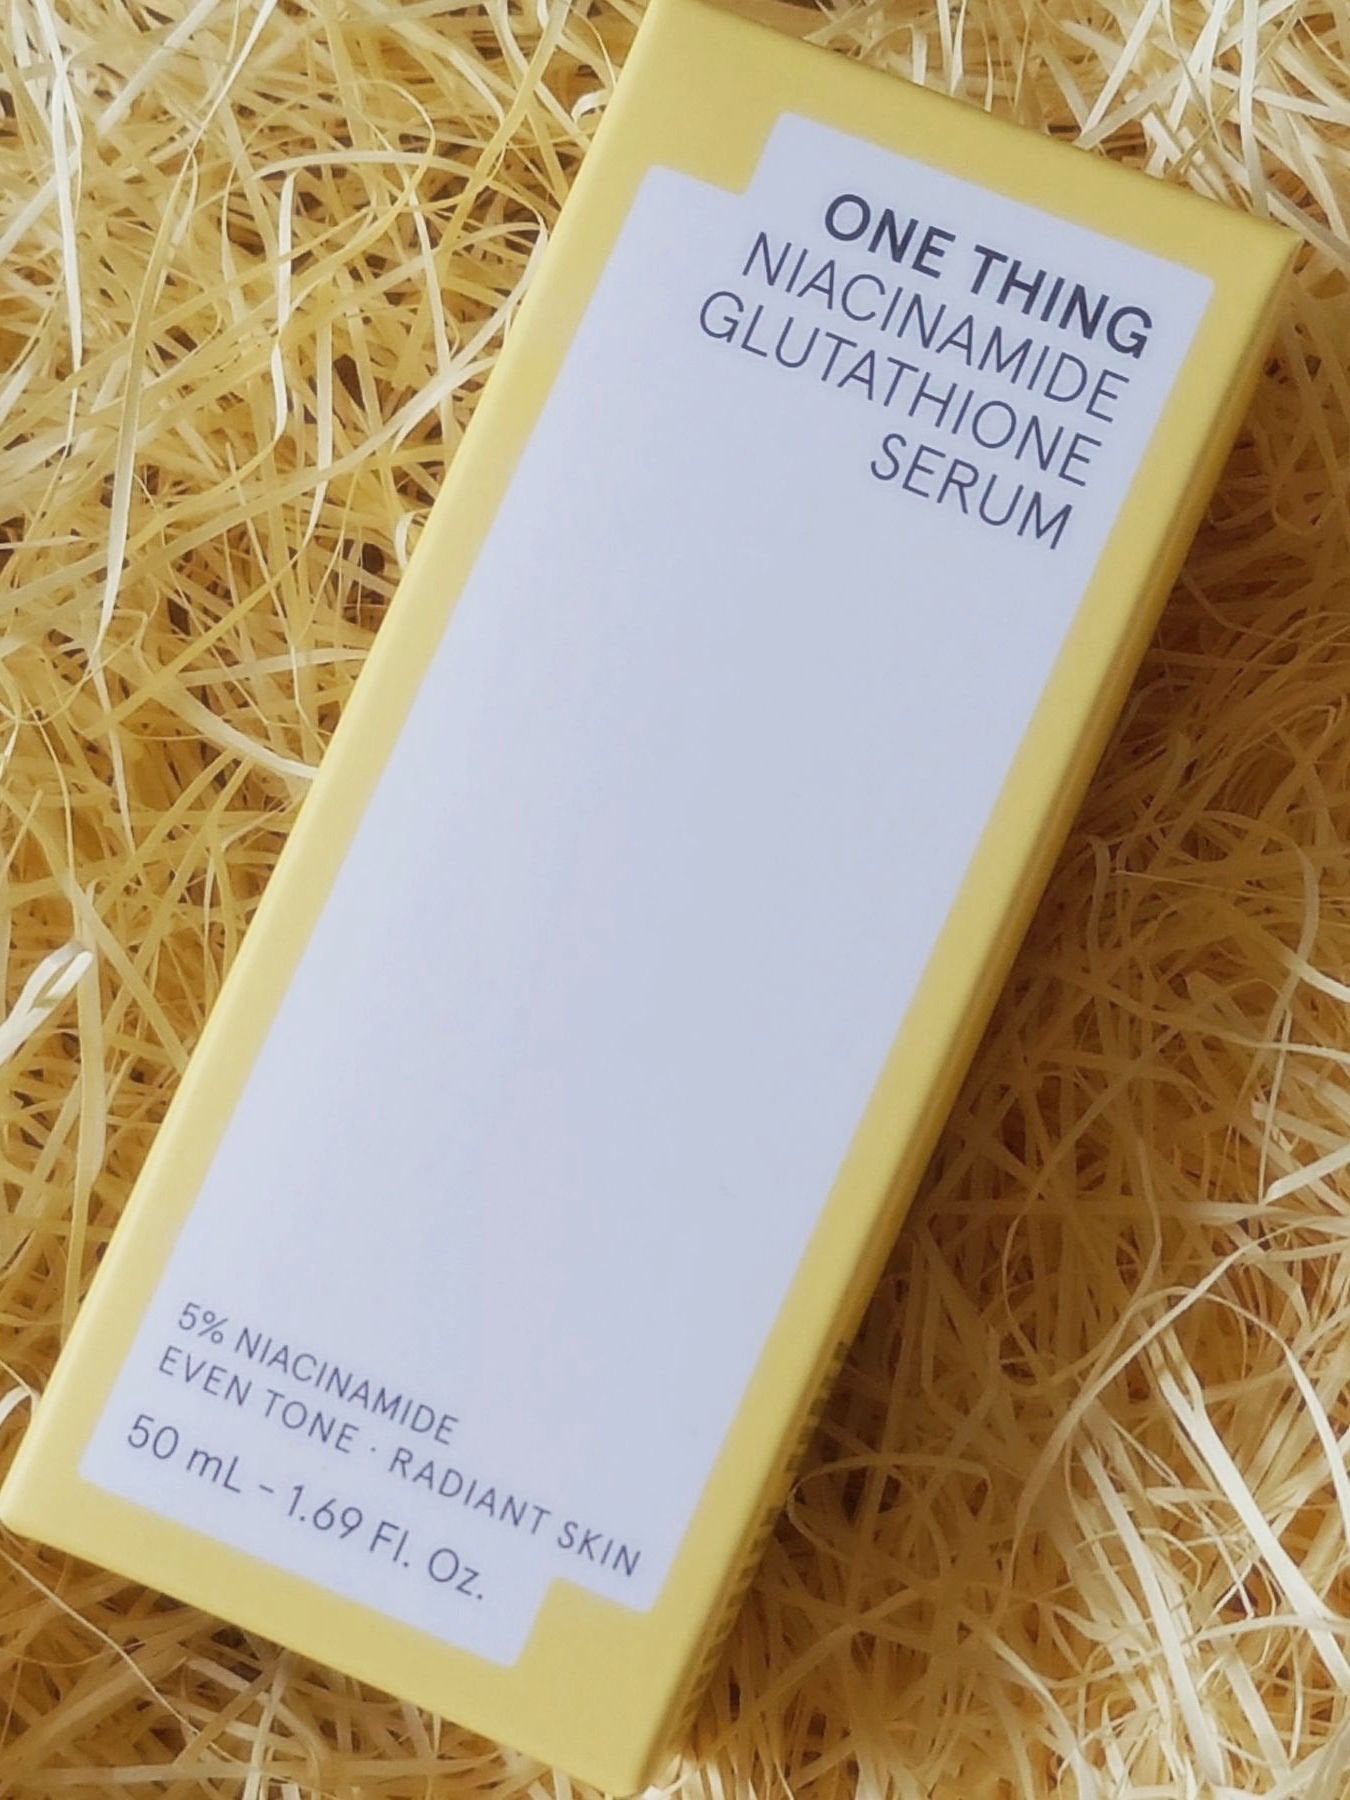 ONE THING
NIACINAMIDE
GLUTATHIONE
SERUM
5% NIACINAMIDE
EVEN TONE · RADIANT SKIN
50 mL - 1.69 Fl. Oz.